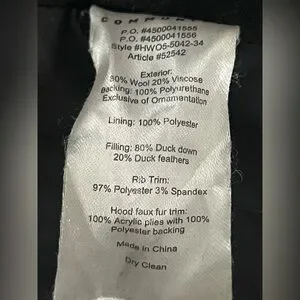 P.O. #4500041555
P.O. #4500041556
Style #HWO5-5042-34
Article #52542
Exterior:
80% Wool 20% Viscose
Backing: 100% Polyurethane
Exclusive of Ornamentation
Lining: 100% Polyester
Filling: 80% Duck down
20% Duck feathers
Rib Trim:
97% Polyester 3% Spandex
Hood faux fur trim:
100% Acrylic plies with 100%
Polyester backing
Made in China
Dry Clean